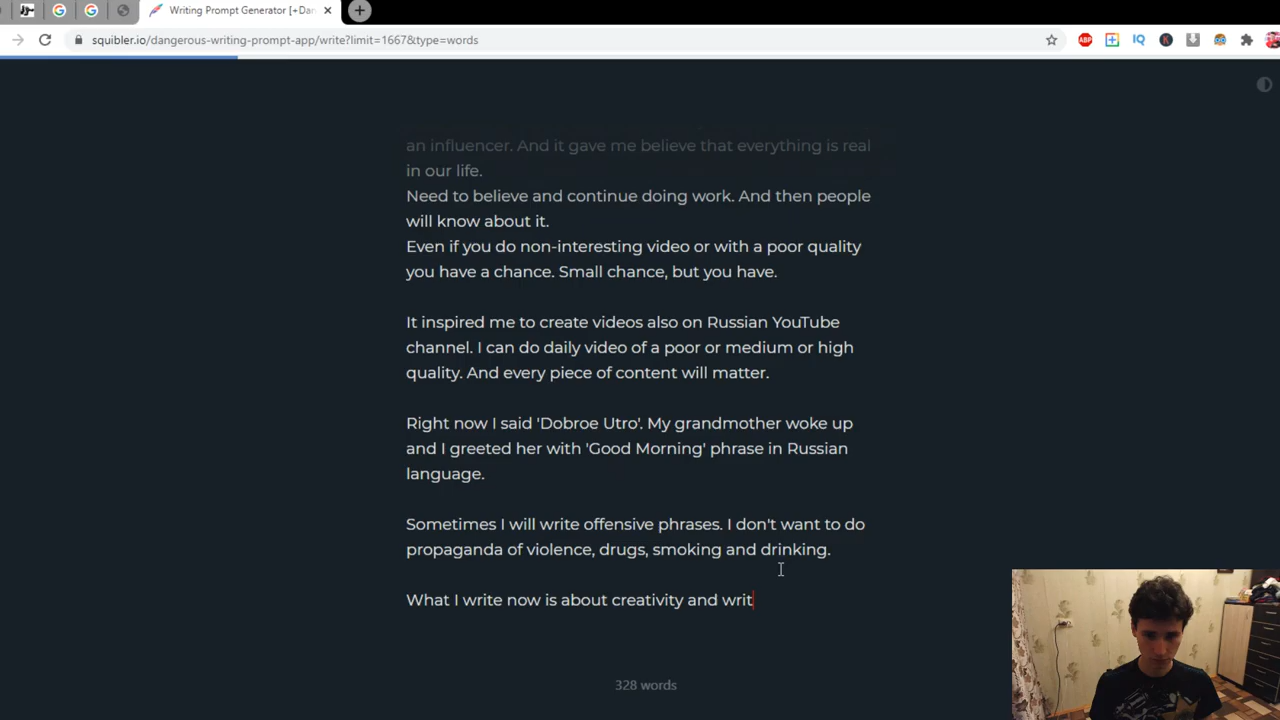 Writing Prompt Generator [+Dan
squibler.io/dangerous-writing-prompt-app/write?limit=1667&type=words
ABP
IQ
K
an influencer. And it gave me believe that everything is real
in our life.
Need to believe and continue doing work. And then people
will know about it.
Even if you do non-interesting video or with a poor quality
you have a chance. Small chance, but you have.
It inspired me to create videos also on Russian YouTube
channel. I can do daily video of a poor or medium or high
quality. And every piece of content will matter.
Right now I said 'Dobroe Utro'. My grandmother woke up
and I greeted her with 'Good Morning' phrase in Russian
language.
Sometimes I will write offensive phrases. I don't want to do
propaganda of violence, drugs, smoking and drinking.
What I write now is about creativity and writ
328 words